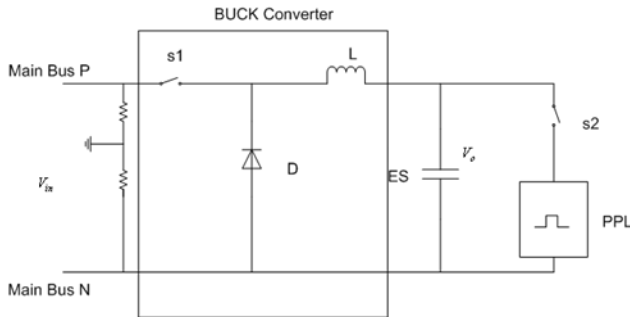 BUCK Converter
s1
L
Main Bus P
s2
D
ES
V_o
V_in
PPL
Main Bus N